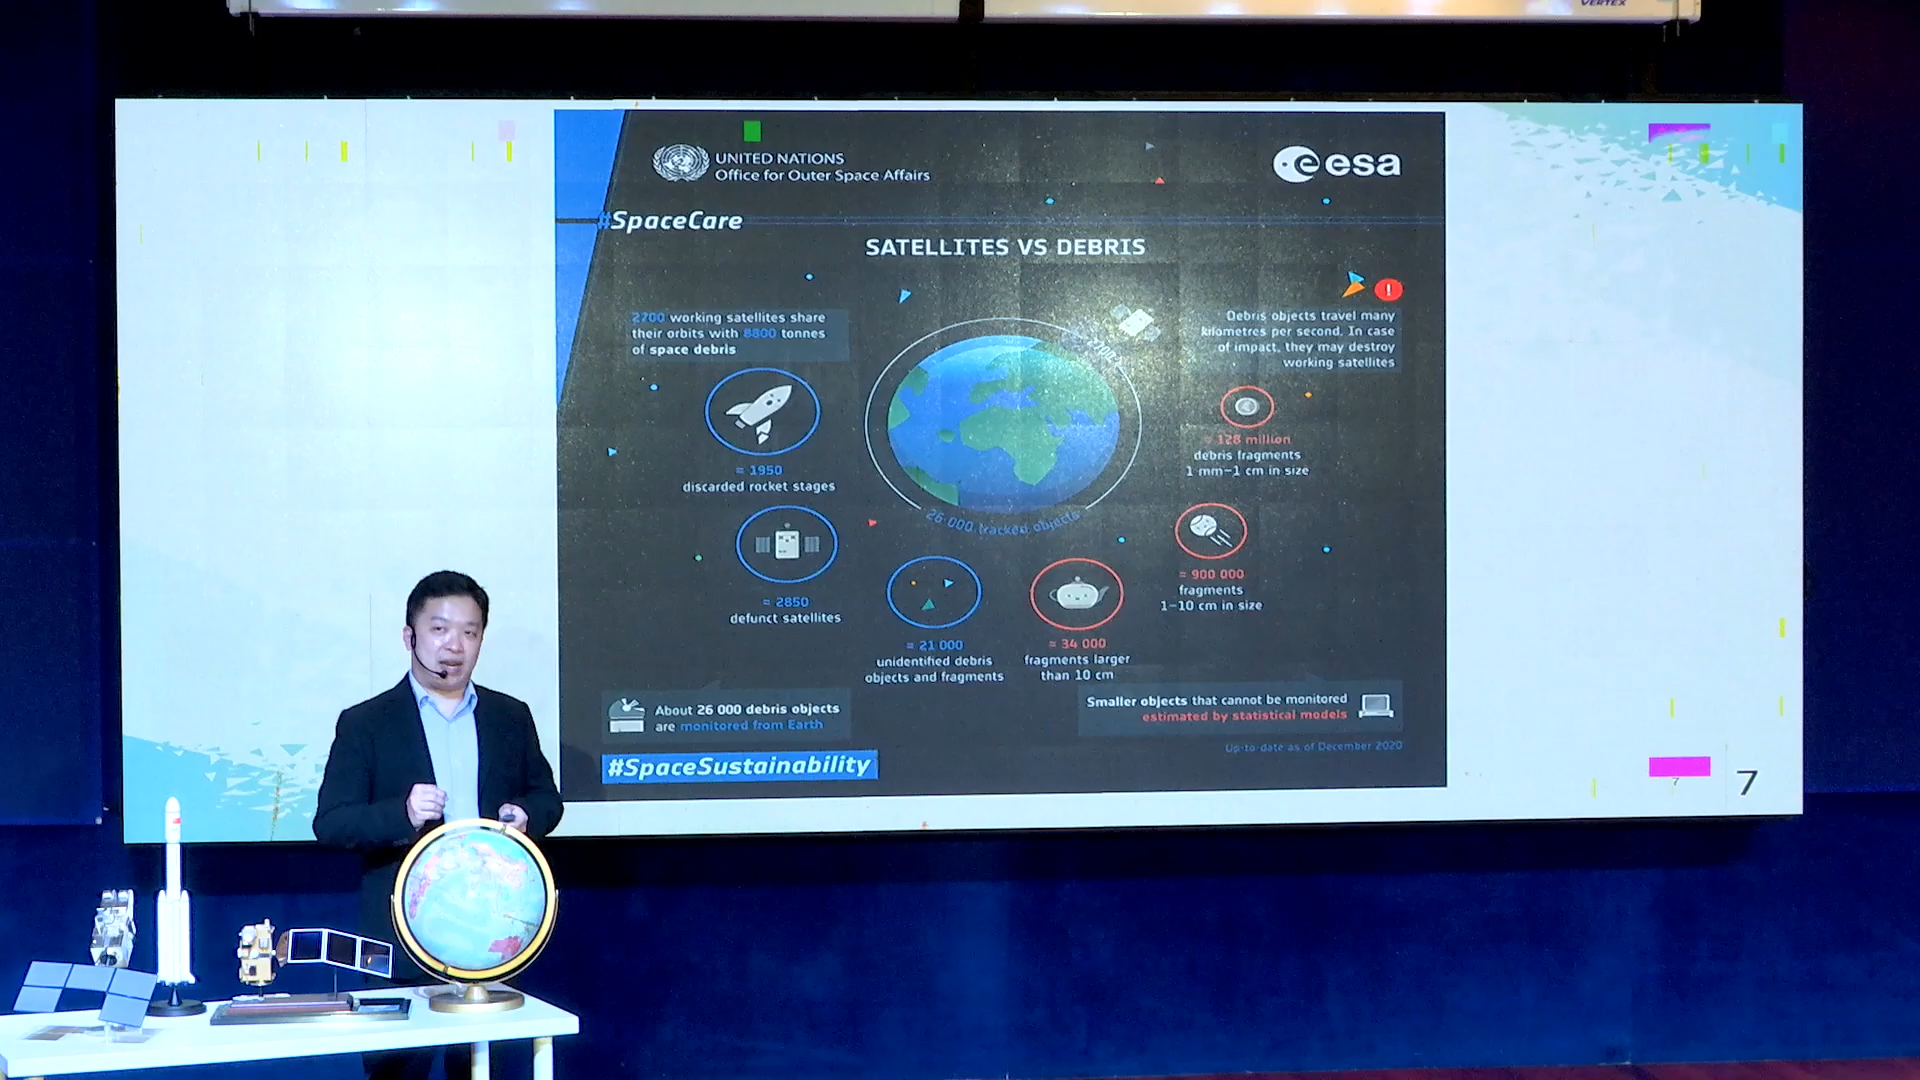 VERTEX
UNITED NATIONS
Office for Outer Space Affairs
esa
#SpaceCare
SATELLITES VS DEBRIS
2700 working satellites share
their orbits with 8800 tonnes
of space debris
Debris objects travel many
kilometres per second. In case
of impact, they may destroy
working satellites
≈ 1950
discarded rocket stages
≈ 128 million
debris fragments
1 mm–1 cm in size
26 000 tracked objects
≈ 2850
defunct satellites
≈ 900 000
fragments
1–10 cm in size
≈ 21 000
unidentified debris
objects and fragments
≈ 34 000
fragments larger
than 10 cm
About 26 000 debris objects
are monitored from Earth
Smaller objects that cannot be monitored
estimated by statistical models
Up-to-date as of December 2020
#SpaceSustainability
7
7